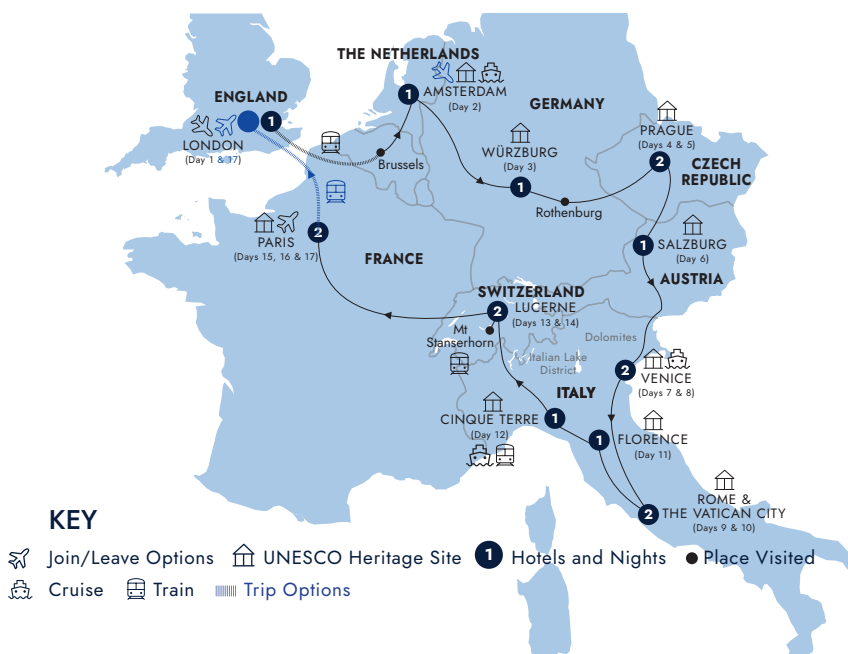 THE NETHERLANDS
1
AMSTERDAM
(Day 2)
ENGLAND
1
LONDON
(Day 1 & 17)
Brussels
GERMANY
WÜRZBURG
(Day 3)
1
Rothenburg
PRAGUE
(Days 4 & 5)
2
CZECH
REPUBLIC
1
SALZBURG
(Day 6)
AUSTRIA
PARIS
(Days 15, 16 & 17)
2
FRANCE
SWITZERLAND
2
LUCERNE
(Days 13 & 14)
Mt
Stanserhorn
Dolomites
Italian Lake
District
2
VENICE
(Days 7 & 8)
ITALY
CINQUE TERRE
(Day 12)
1
1
FLORENCE
(Day 11)
2
ROME &
THE VATICAN CITY
(Days 9 & 10)
KEY
Join/Leave Options
UNESCO Heritage Site
1
Hotels and Nights
Place Visited
Cruise
Train
Trip Options